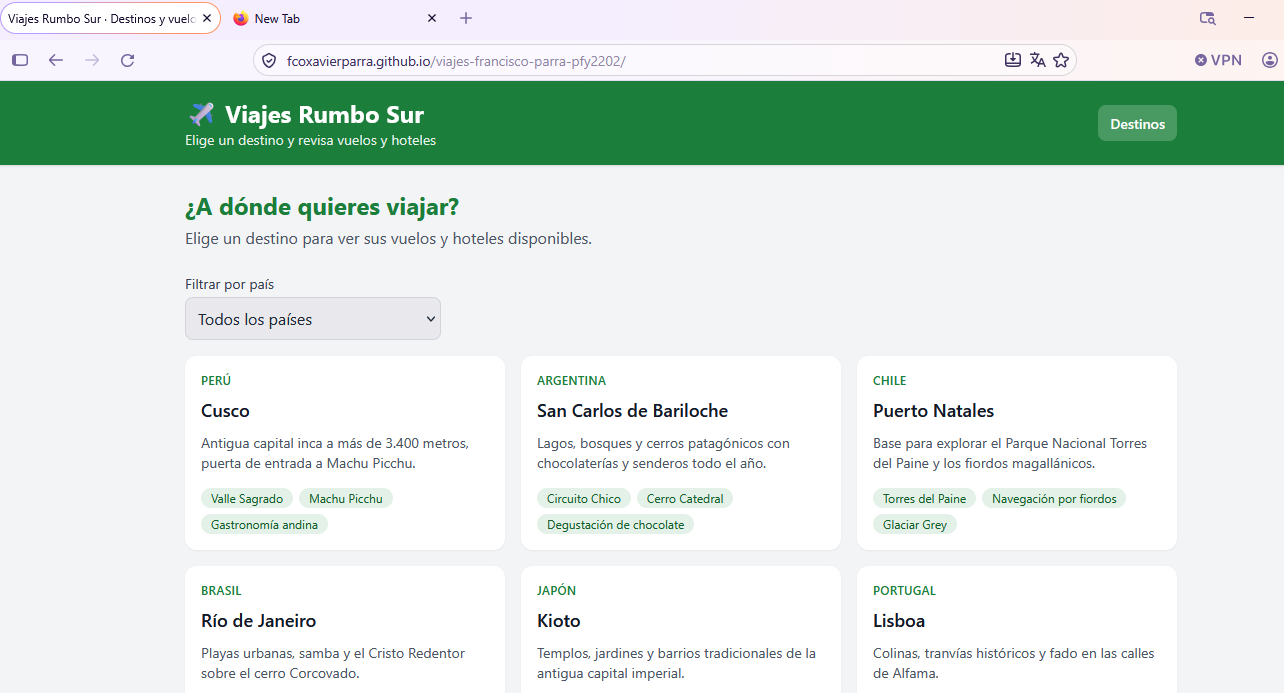 Viajes Rumbo Sur · Destinos y vuelo
New Tab
fcoxavierparra.github.io/viajes-francisco-parra-pfy2202/
VPN
Viajes Rumbo Sur
Elige un destino y revisa vuelos y hoteles
Destinos
¿A dónde quieres viajar?
Elige un destino para ver sus vuelos y hoteles disponibles.
Filtrar por país
Todos los países
PERÚ
Cusco
Antigua capital inca a más de 3.400 metros,
puerta de entrada a Machu Picchu.
Valle Sagrado
Machu Picchu
Gastronomía andina
ARGENTINA
San Carlos de Bariloche
Lagos, bosques y cerros patagónicos con
chocolaterías y senderos todo el año.
Circuito Chico
Cerro Catedral
Degustación de chocolate
CHILE
Puerto Natales
Base para explorar el Parque Nacional Torres
del Paine y los fiordos magallánicos.
Torres del Paine
Navegación por fiordos
Glaciar Grey
BRASIL
Río de Janeiro
Playas urbanas, samba y el Cristo Redentor
sobre el cerro Corcovado.
JAPÓN
Kioto
Templos, jardines y barrios tradicionales de la
antigua capital imperial.
PORTUGAL
Lisboa
Colinas, tranvías históricos y fado en las calles
de Alfama.